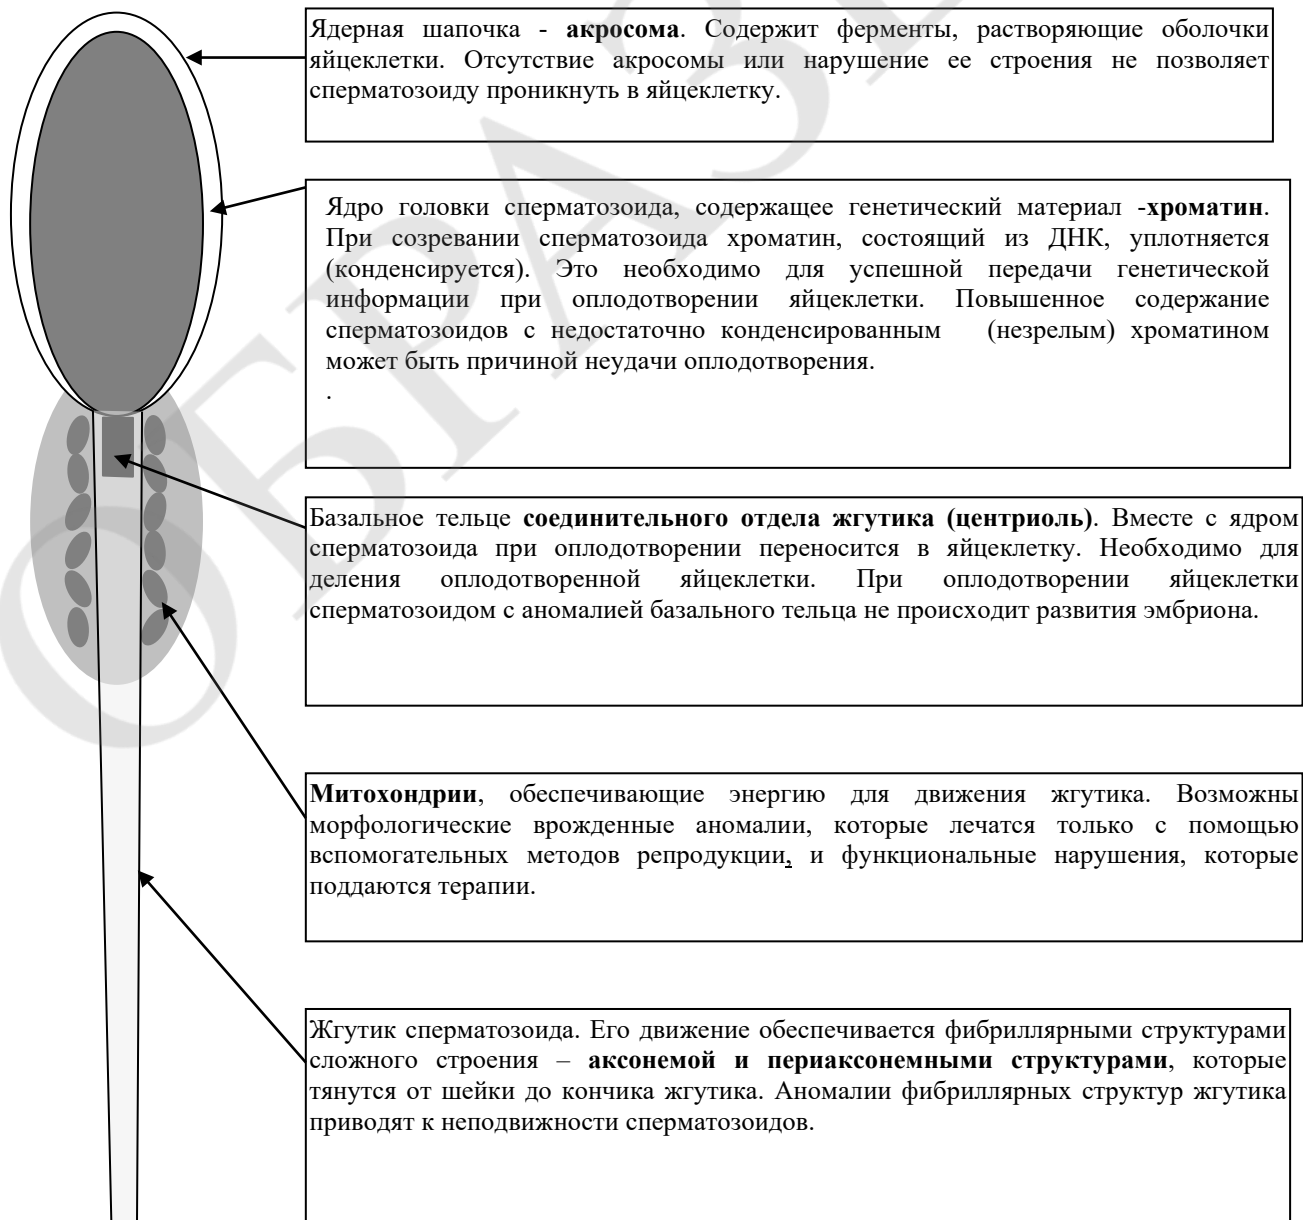 Ядерная шапочка - акросома. Содержит ферменты, растворяющие оболочки
яйцеклетки. Отсутствие акросомы или нарушение ее строения не позволяет
сперматозоиду проникнуть в яйцеклетку.
Ядро головки сперматозоида, содержащее генетический материал -хроматин.
При созревании сперматозоида хроматин, состоящий из ДНК, уплотняется
(конденсируется). Это необходимо для успешной передачи генетической
информации при оплодотворении яйцеклетки. Повышенное содержание
сперматозоидов с недостаточно конденсированным (незрелым) хроматином
может быть причиной неудачи оплодотворения.
.
Базальное тельце соединительного отдела жгутика (центриоль). Вместе с ядром
сперматозоида при оплодотворении переносится в яйцеклетку. Необходимо для
деления оплодотворенной яйцеклетки. При оплодотворении яйцеклетки
сперматозоидом с аномалией базального тельца не происходит развития эмбриона.
Митохондрии, обеспечивающие энергию для движения жгутика. Возможны
морфологические врожденные аномалии, которые лечатся только с помощью
вспомогательных методов репродукции, и функциональные нарушения, которые
поддаются терапии.
Жгутик сперматозоида. Его движение обеспечивается фибриллярными структурами
сложного строения – аксонемой и периаксонемными структурами, которые
тянутся от шейки до кончика жгутика. Аномалии фибриллярных структур жгутика
приводят к неподвижности сперматозоидов.